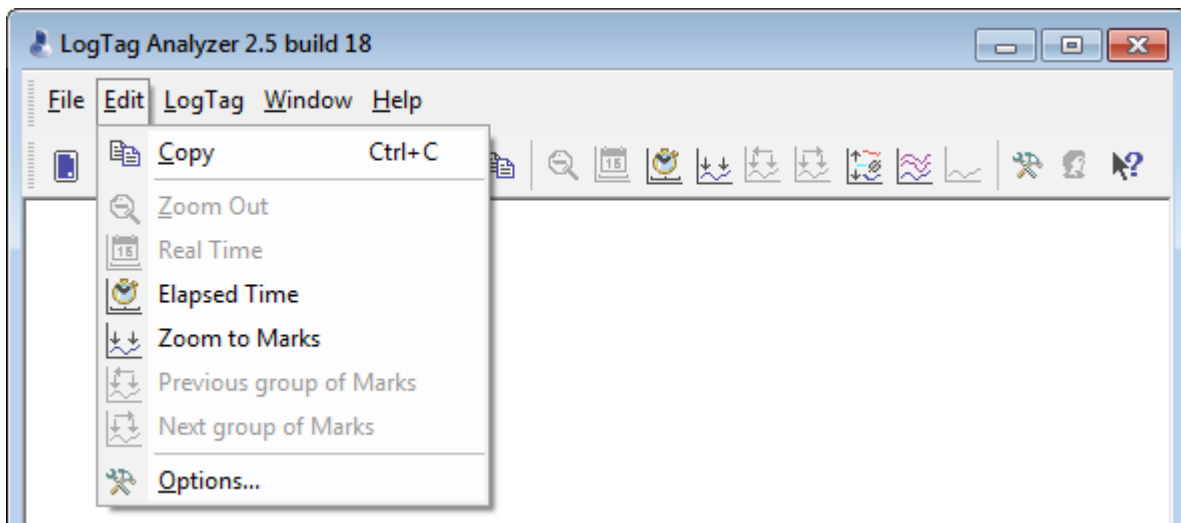 LogTag Analyzer 2.5 build 18
File Edit LogTag Window Help
Copy Ctrl+C
Zoom Out
Real Time
Elapsed Time
Zoom to Marks
Previous group of Marks
Next group of Marks
Options...